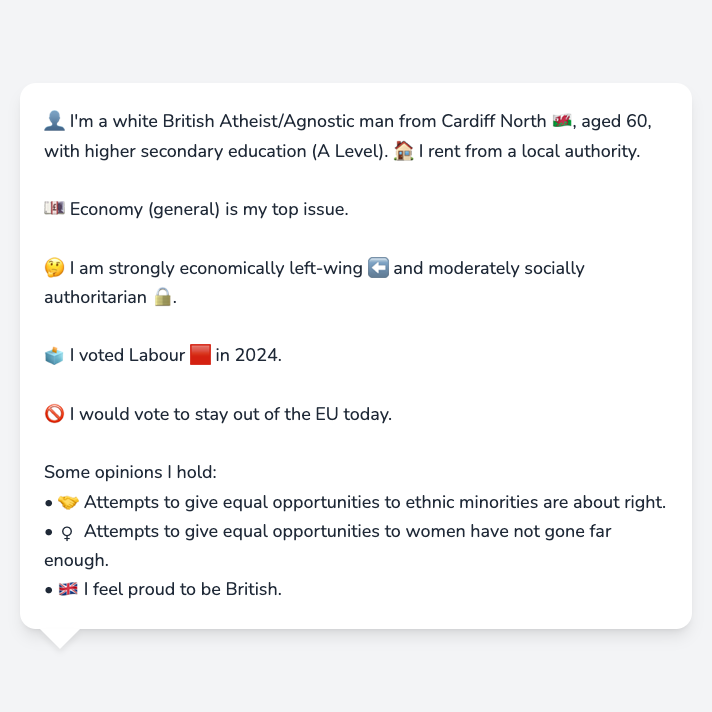 👤 I'm a white British Atheist/Agnostic man from Cardiff North 🏴󠁧󠁢󠁷󠁬󠁳󠁿, aged 60,
with higher secondary education (A Level). 🏠 I rent from a local authority.
💷 Economy (general) is my top issue.
🤔 I am strongly economically left-wing ⬅️ and moderately socially
authoritarian 🔒.
🗳️ I voted Labour 🟥 in 2024.
🚫 I would vote to stay out of the EU today.
Some opinions I hold:
• 🤝 Attempts to give equal opportunities to ethnic minorities are about right.
• ♀ Attempts to give equal opportunities to women have not gone far
enough.
• 🇬🇧 I feel proud to be British.